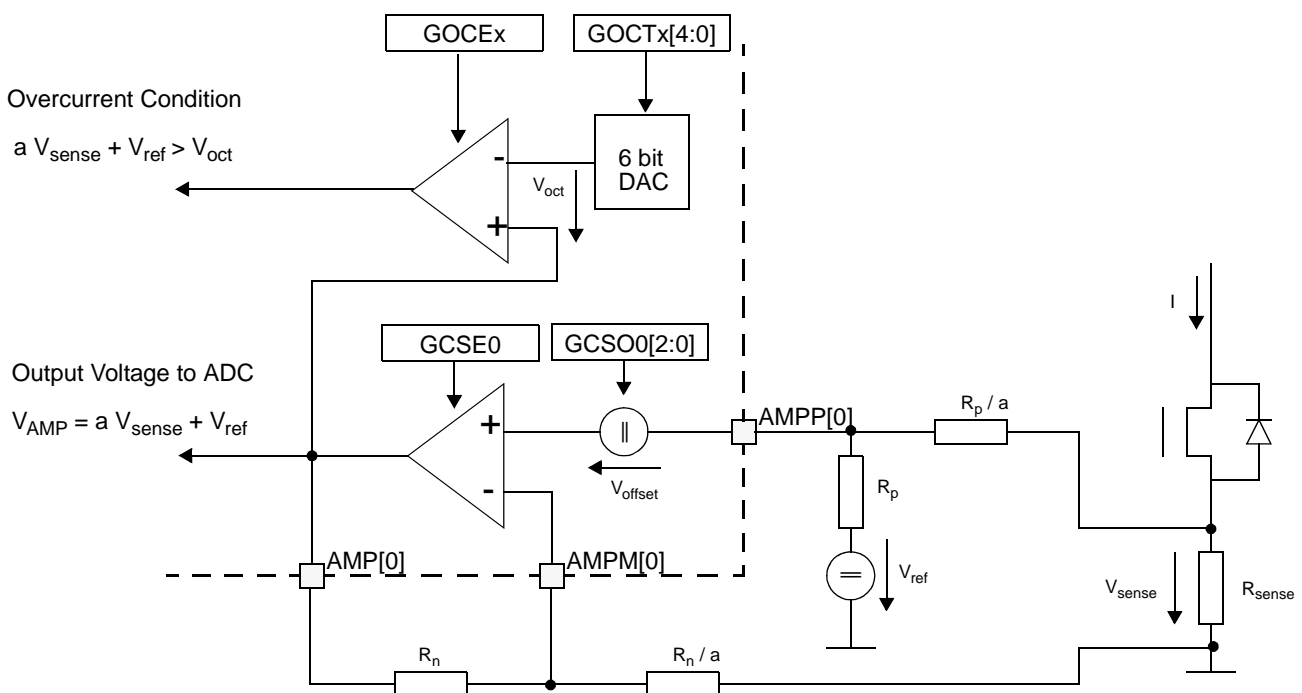 GOCEx
GOCTx[4:0]
Overcurrent Condition
a Vsense + Vref > Voct
-
6 bit
DAC
Voct
+
I
GCSE0
GCSO0[2:0]
Output Voltage to ADC
VAMP = a Vsense + Vref
+
AMPP[0]
Rp / a
-
Voffset
Rp
AMP[0]
AMPM[0]
Vref
Vsense
Rsense
Rn
Rn / a